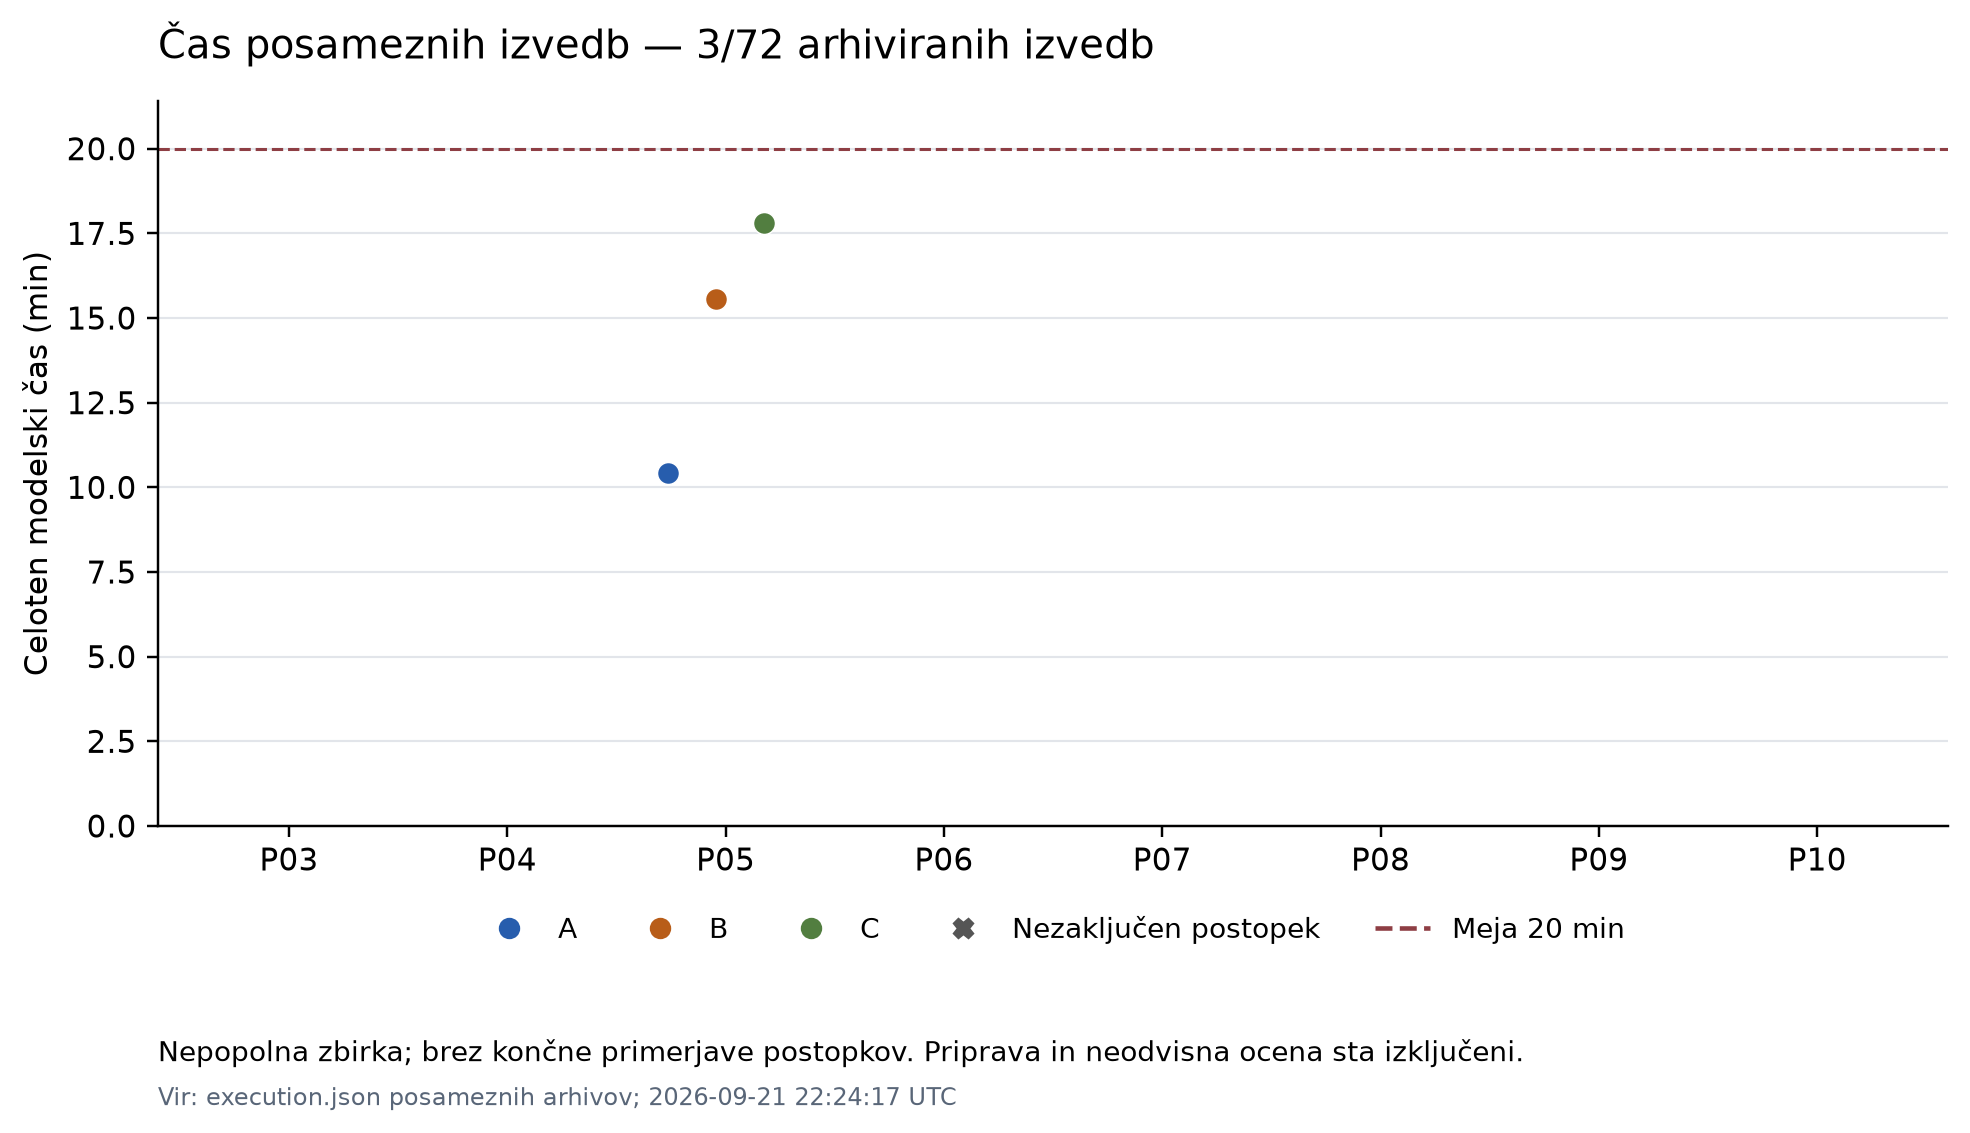 Čas posameznih izvedb — 3/72 arhiviranih izvedb
Celoten modelski čas (min)
20.0
17.5
15.0
12.5
10.0
7.5
5.0
2.5
0.0
P03 P04 P05 P06 P07 P08 P09 P10
A B C Nezaključen postopek Meja 20 min
Nepopolna zbirka; brez končne primerjave postopkov. Priprava in neodvisna ocena sta izključeni.
Vir: execution.json posameznih arhivov; 2026-09-21 22:24:17 UTC